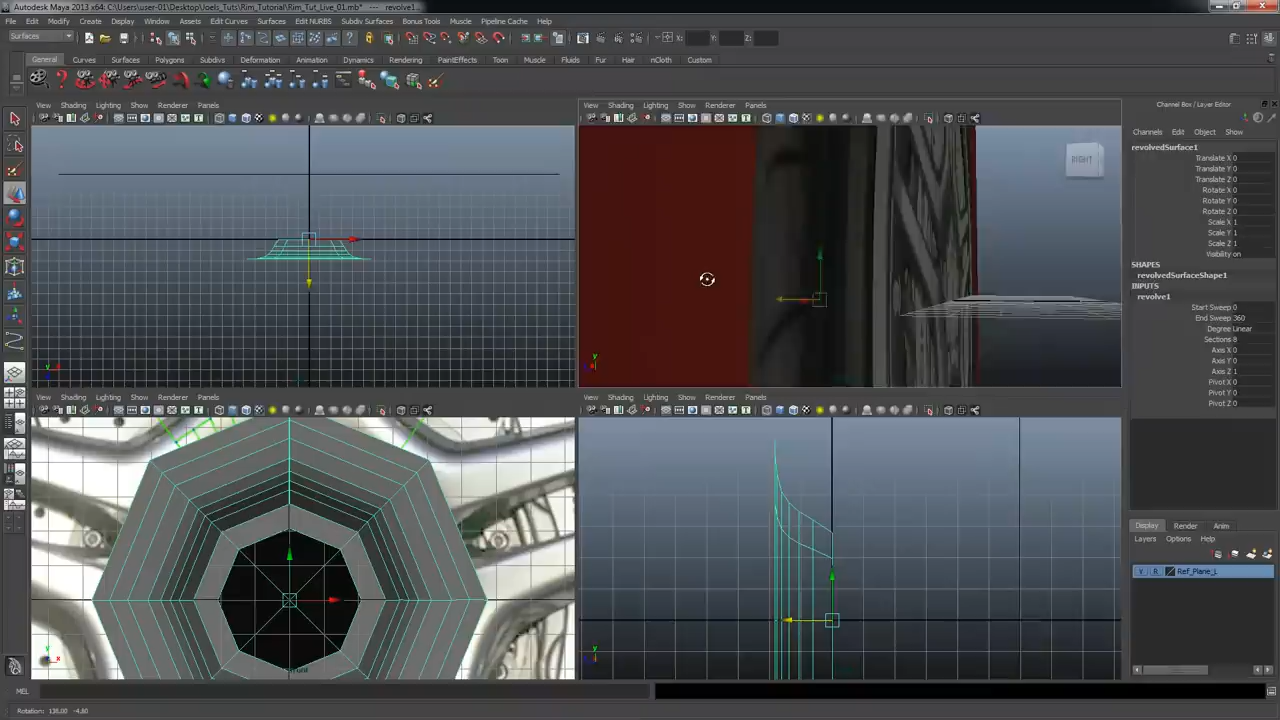 Autodesk Maya 2013 x64: C:\Users\user-01\Desktop\Joels_Tuts\Rim_Tutorial\Rim_Tut_Live_01.mb* --- revolve1...
File Edit Modify Create Display Window Assets Edit Curves Surfaces Edit NURBS Subdiv Surfaces Bonus Tools Muscle Pipeline Cache Help
Surfaces X: Y: Z:
General Curves Surfaces Polygons Subdivs Deformation Animation Dynamics Rendering PaintEffects Toon Muscle Fluids Fur Hair nCloth Custom
View Shading Lighting Show Renderer Panels
View Shading Lighting Show Renderer Panels
Channel Box / Layer Editor
Channels Edit Object Show
revolvedSurface1
Translate X 0
Translate Y 0
Translate Z 0
Rotate X 0
Rotate Y 0
Rotate Z 0
Scale X 1
Scale Y 1
Scale Z 1
Visibility on
SHAPES
revolvedSurfaceShape1
INPUTS
revolve1
Start Sweep 0
End Sweep 360
Degree Linear
Sections 8
Axis X 0
Axis Y 0
Axis Z 1
Pivot X 0
Pivot Y 0
Pivot Z 0
RIGHT
View Shading Lighting Show Renderer Panels
View Shading Lighting Show Renderer Panels
Display Render Anim
Layers Options Help
V R Ref_Plane_L
MEL
Rotation: 138.00 -4.80